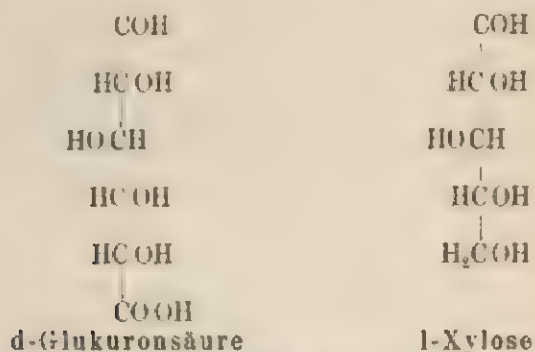 COH COH
HCOH HCOH
HOCH HOCH
HCOH HCOH
HCOH H₂COH
COOH
d-Glukuronsäure l-Xylose